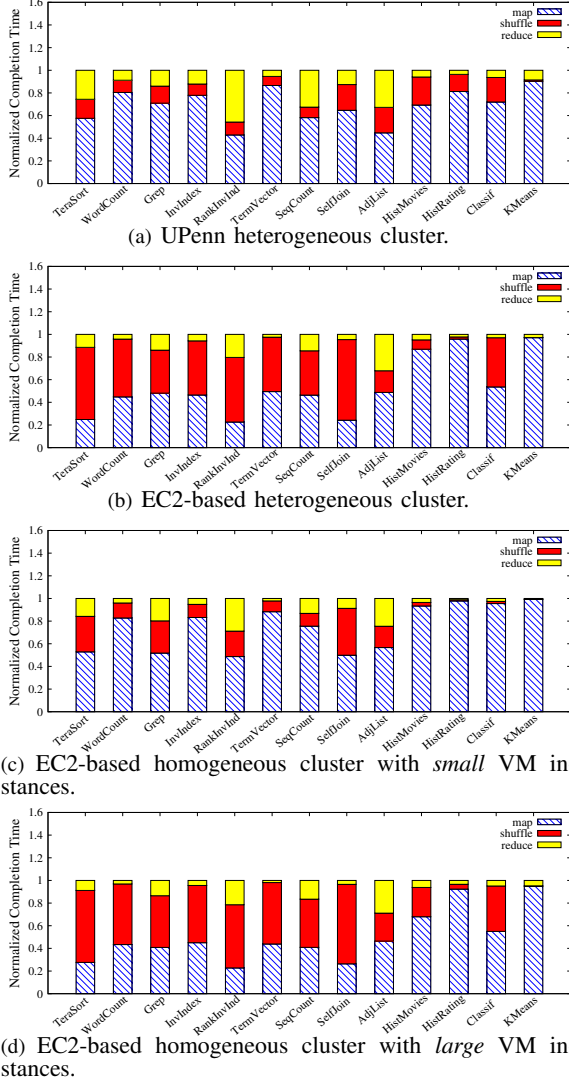 1.6
1.4
1.2
1
0.8
0.6
0.4
0.2
0
Normalized Completion Time
map
shuffle
reduce
TeraSort
WordCount
Grep
InvIndex
RankInvInd
TermVector
SeqCount
SelfJoin
AdjList
HistMovies
HistRating
Classif
KMeans
(a) UPenn heterogeneous cluster.
1.6
1.4
1.2
1
0.8
0.6
0.4
0.2
0
Normalized Completion Time
map
shuffle
reduce
TeraSort
WordCount
Grep
InvIndex
RankInvInd
TermVector
SeqCount
SelfJoin
AdjList
HistMovies
HistRating
Classif
KMeans
(b) EC2-based heterogeneous cluster.
1.6
1.4
1.2
1
0.8
0.6
0.4
0.2
0
Normalized Completion Time
map
shuffle
reduce
TeraSort
WordCount
Grep
InvIndex
RankInvInd
TermVector
SeqCount
SelfJoin
AdjList
HistMovies
HistRating
Classif
KMeans
(c) EC2-based homogeneous cluster with small VM in
stances.
1.6
1.4
1.2
1
0.8
0.6
0.4
0.2
0
Normalized Completion Time
map
shuffle
reduce
TeraSort
WordCount
Grep
InvIndex
RankInvInd
TermVector
SeqCount
SelfJoin
AdjList
HistMovies
HistRating
Classif
KMeans
(d) EC2-based homogeneous cluster with large VM in
stances.